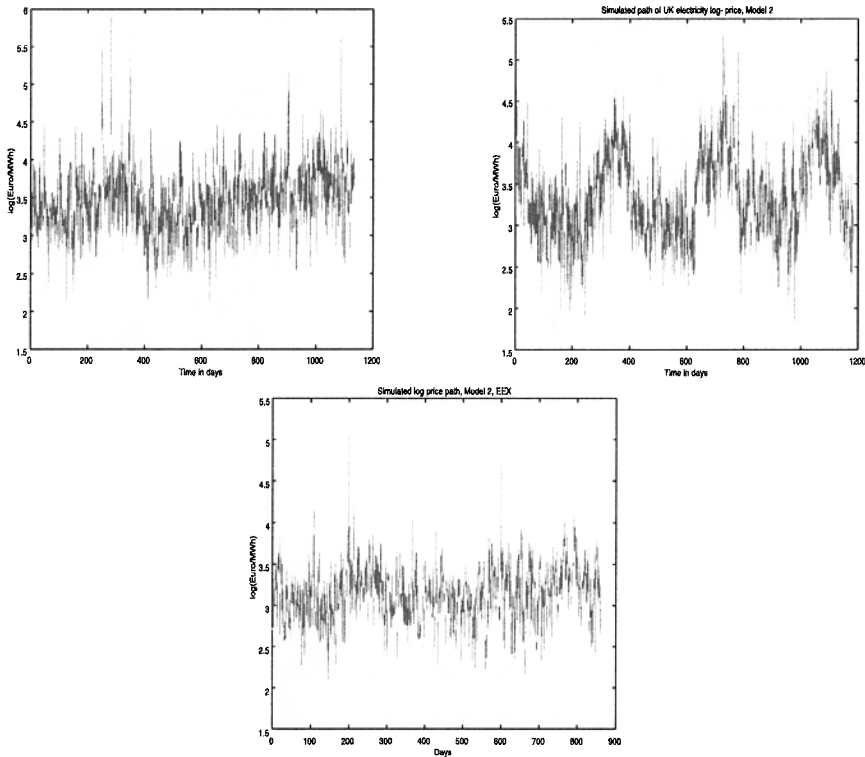 6
5.5
5
4.5
4
3.5
3
2.5
2
1.5
log(Euro/MWh)
0 200 400 600 800 1000 1200
Time in days
Simulated path of UK electricity log- price, Model 2
5.5
5
4.5
4
3.5
3
2.5
2
1.5
log(Euro/MWh)
0 200 400 600 800 1000 1200
Time in days
Simulated log price path, Model 2, EEX
5.5
5
4.5
4
3.5
3
2.5
2
1.5
log(Euro/MWh)
0 100 200 300 400 500 600 700 800 900
Days